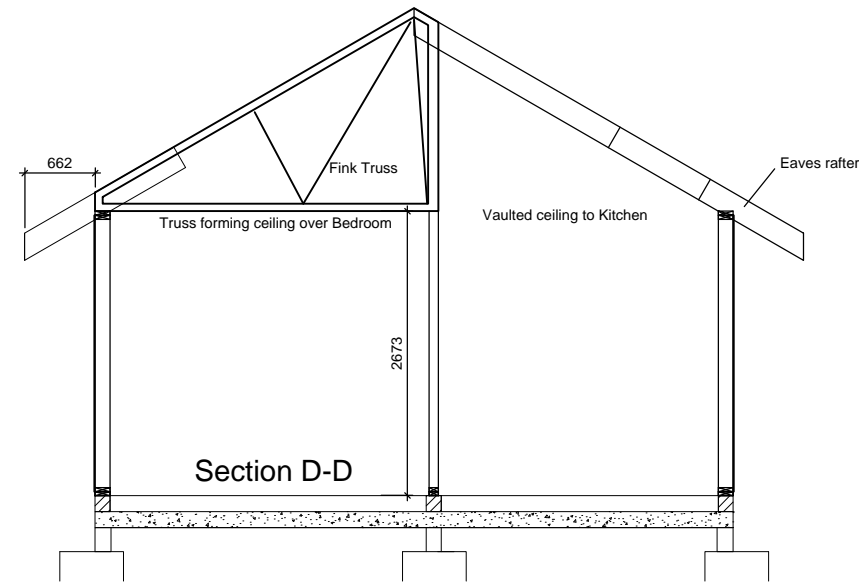 662
Fink Truss
Eaves rafter
Truss forming ceiling over Bedroom
Vaulted ceiling to Kitchen
2673
Section D-D